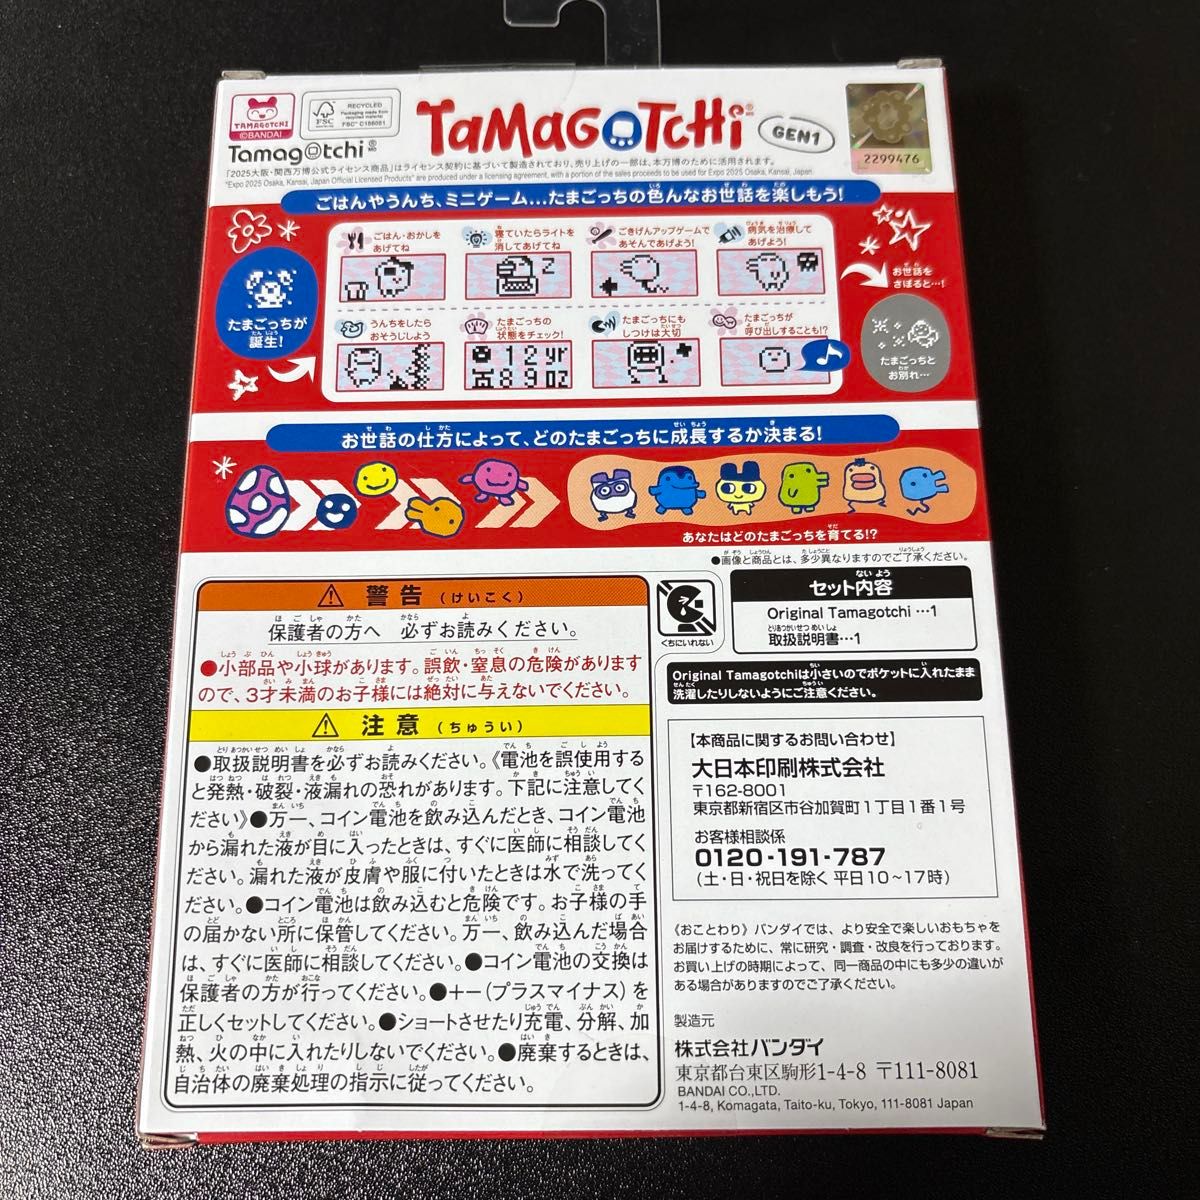 TAMAGOTCHI
©BANDAI
FSC
RECYCLED
Packaging made from recycled material
FSC® C188081
TaMaGOTCHi
GEN1
2299476
Tamagotchi
「2025大阪・関西万博公式ライセンス商品」はライセンス契約に基づいて製造されており、売り上げの一部は、本万博のために活用されます。
"Expo 2025 Osaka, Kansai, Japan Official Licensed Products" are produced under a licensing agreement, with a portion of the sales proceeds to be used for Expo 2025 Osaka, Kansai, Japan.
ごはんやうんち、ミニゲーム…たまごっちの色んなお世話を楽しもう!
たまごっちが
誕生!
ごはん・おかしを
あげてね
寝ていたらライトを
消してあげてね
ごきげんアップゲームで
あそんであげよう!
病気を治療して
あげよう!
お世話を
さぼると…!
うんちをしたら
おそうじしよう
たまごっちの
状態をチェック!
12yr
89oz
たまごっちにも
しつけは大切
たまごっちが
呼び出しすることも!?
たまごっちと
お別れ…
お世話の仕方によって、どのたまごっちに成長するか決まる!
あなたはどのたまごっちを育てる!?
●画像と商品とは、多少異なりますのでご了承ください。
警告(けいこく)
保護者の方へ 必ずお読みください。
●小部品や小球があります。誤飲・窒息の危険がありますので、3才未満のお子様には絶対に与えないでください。
注意(ちゅうい)
●取扱説明書を必ずお読みください。《電池を誤使用する
と発熱・破裂・液漏れの恐れがあります。下記に注意してく
ださい》●万一、コイン電池を飲み込んだとき、コイン電池
から漏れた液が目に入ったときは、すぐに医師に相談してく
ださい。漏れた液が皮膚や服に付いたときは水で洗ってく
ださい。●コイン電池は飲み込むと危険です。お子様の手
の届かない所に保管してください。万一、飲み込んだ場合
は、すぐに医師に相談してください。●コイン電池の交換は
保護者の方が行ってください。●＋－(プラスマイナス)を
正しくセットしてください。●ショートさせたり充電、分解、加
熱、火の中に入れたりしないでください。●廃棄するときは、
自治体の廃棄処理の指示に従ってください。
くちにいれない
セット内容
Original Tamagotchi…1
取扱説明書…1
Original Tamagotchiは小さいのでポケットに入れたまま
洗濯したりしないようにご注意ください。
【本商品に関するお問い合わせ】
大日本印刷株式会社
〒162-8001
東京都新宿区市谷加賀町1丁目1番1号
お客様相談係
0120-191-787
(土・日・祝日を除く 平日10～17時)
《おことわり》バンダイでは、より安全で楽しいおもちゃを
お届けするために、常に研究・調査・改良を行っております。
お買い上げの時期によって、同一商品の中にも多少の違いが
ある場合がありますのでご了承ください。
製造元
株式会社バンダイ
東京都台東区駒形1-4-8 〒111-8081
BANDAI CO.,LTD.
1-4-8, Komagata, Taito-ku, Tokyo, 111-8081 Japan